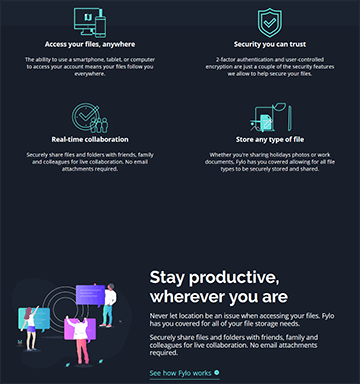 Access your files, anywhere
The ability to use a smartphone, tablet, or computer
to access your account means your files follow you
everywhere.
Security you can trust
2-factor authentication and user-controlled
encryption are just a couple of the security features
we allow to help secure your files.
Real-time collaboration
Securely share files and folders with friends, family
and colleagues for live collaboration. No email
attachments required.
Store any type of file
Whether you're sharing holidays photos or work
documents, Fylo has you covered allowing for all file
types to be securely stored and shared.
Stay productive,
wherever you are
Never let location be an issue when accessing your files. Fylo
has you covered for all of your file storage needs.
Securely share files and folders with friends, family and
colleagues for live collaboration. No email attachments
required.
See how Fylo works